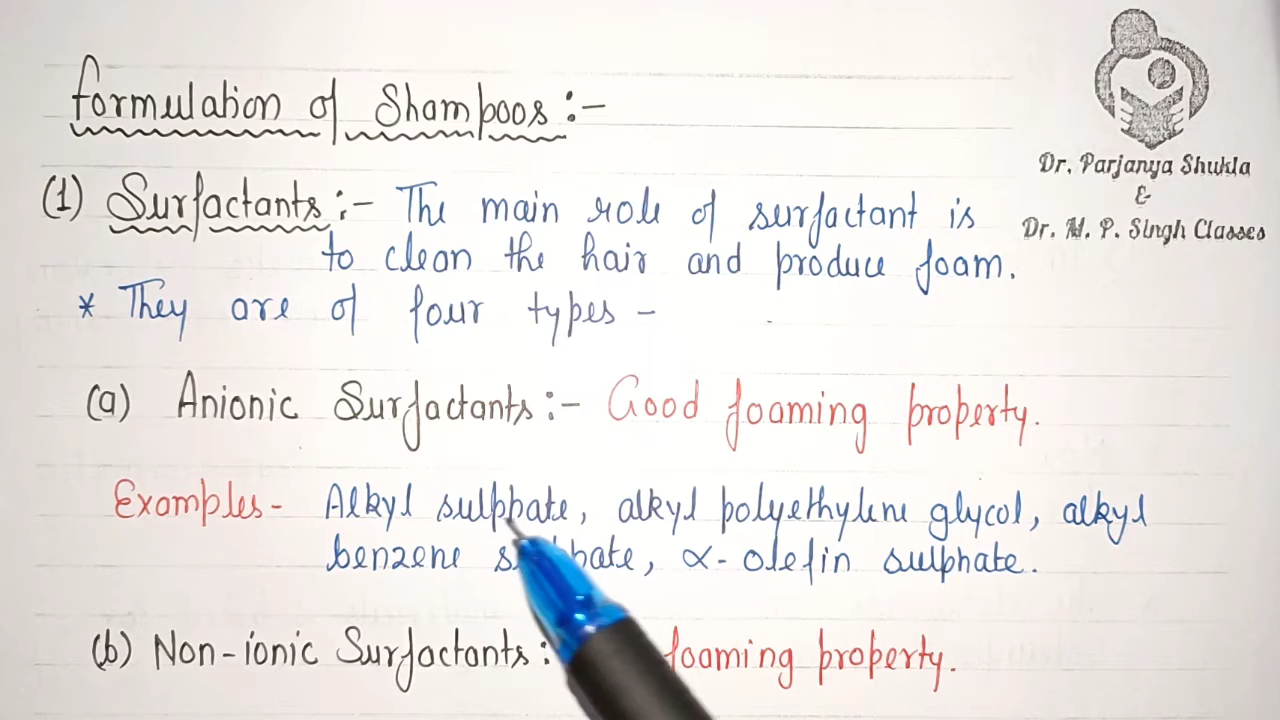 Formulation of Shampoos:-
Dr. Parjanya Shukla
&
Dr. M. P. Singh Classes
(1) Surfactants:- The main role of surfactant is
to clean the hair and produce foam.
* They are of four types -
(a) Anionic Surfactants:- Good foaming property.
Examples- Alkyl sulphate, alkyl polyethylene glycol, alkyl
benzene , α-olefin sulphate.
(b) Non-ionic Surfactants: foaming property.